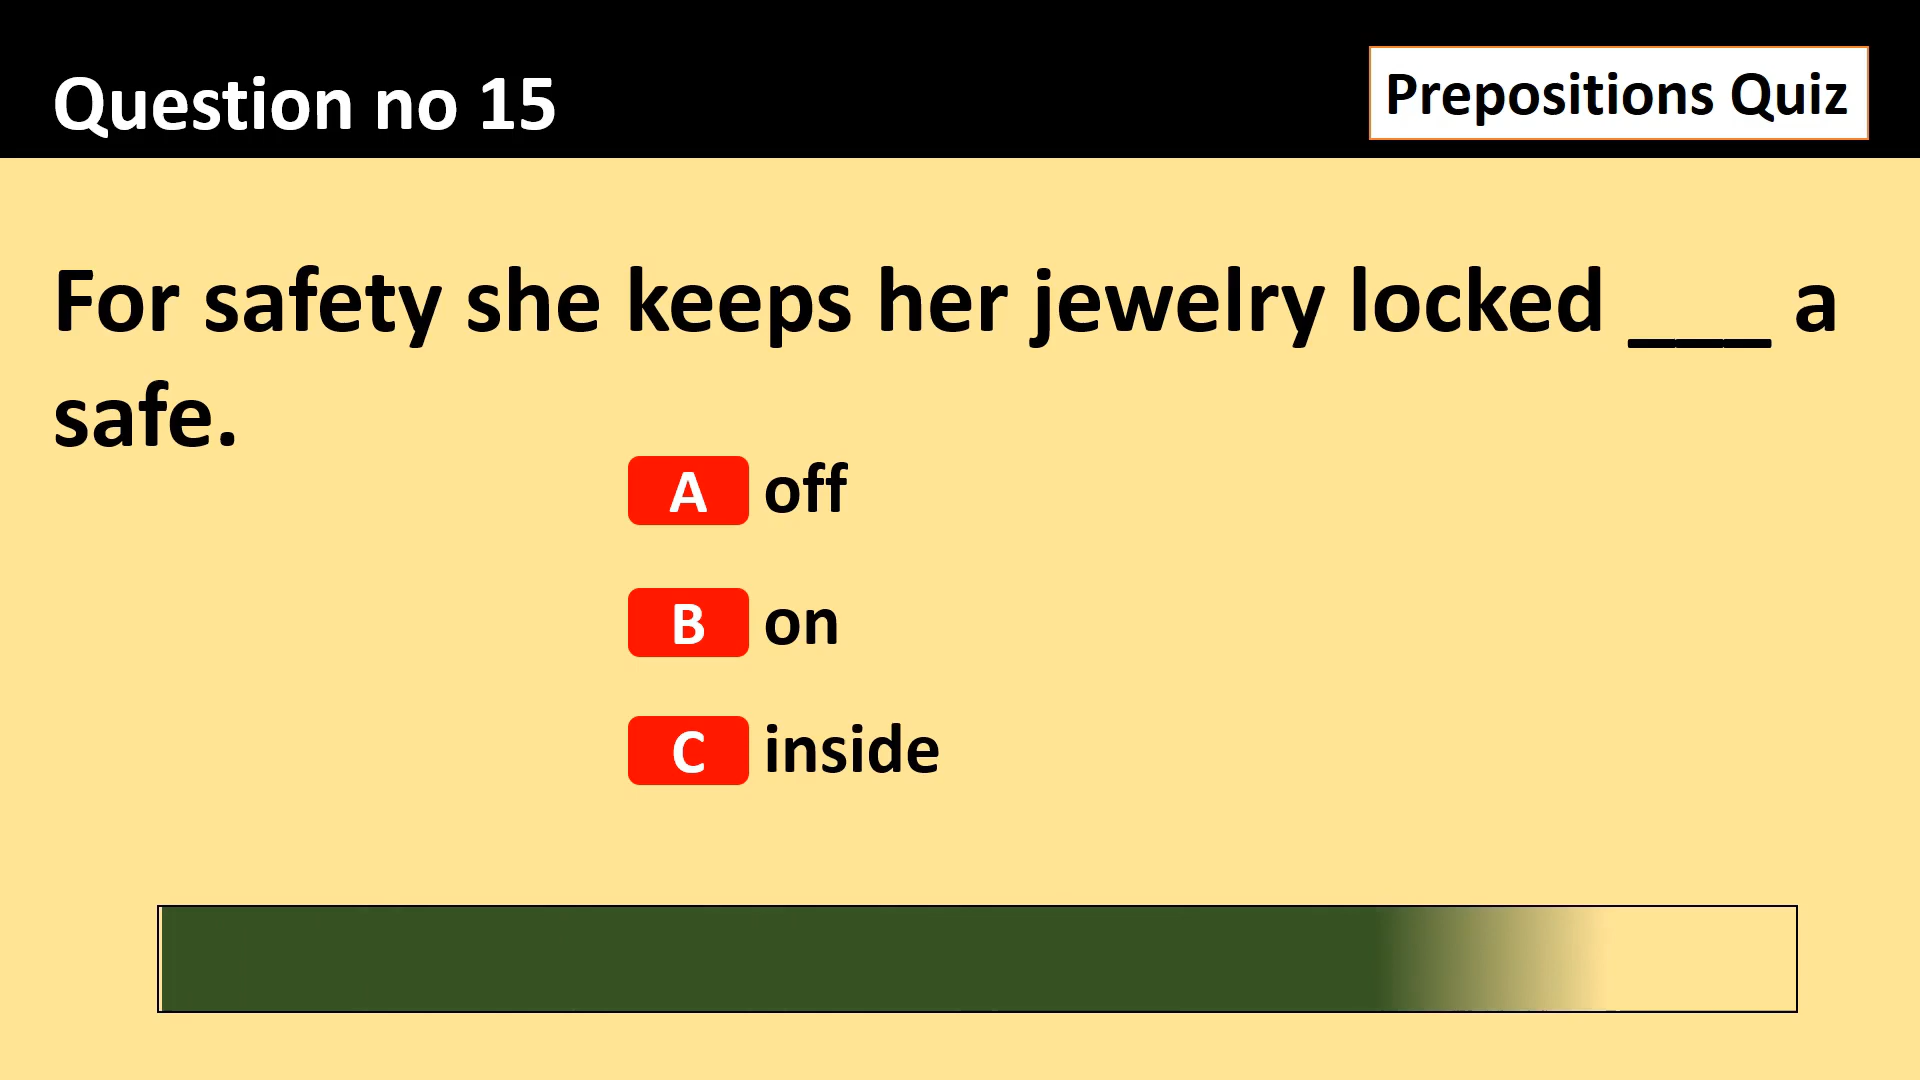 Question no 15
Prepositions Quiz
For safety she keeps her jewelry locked ___ a
safe.
A off
B on
C inside